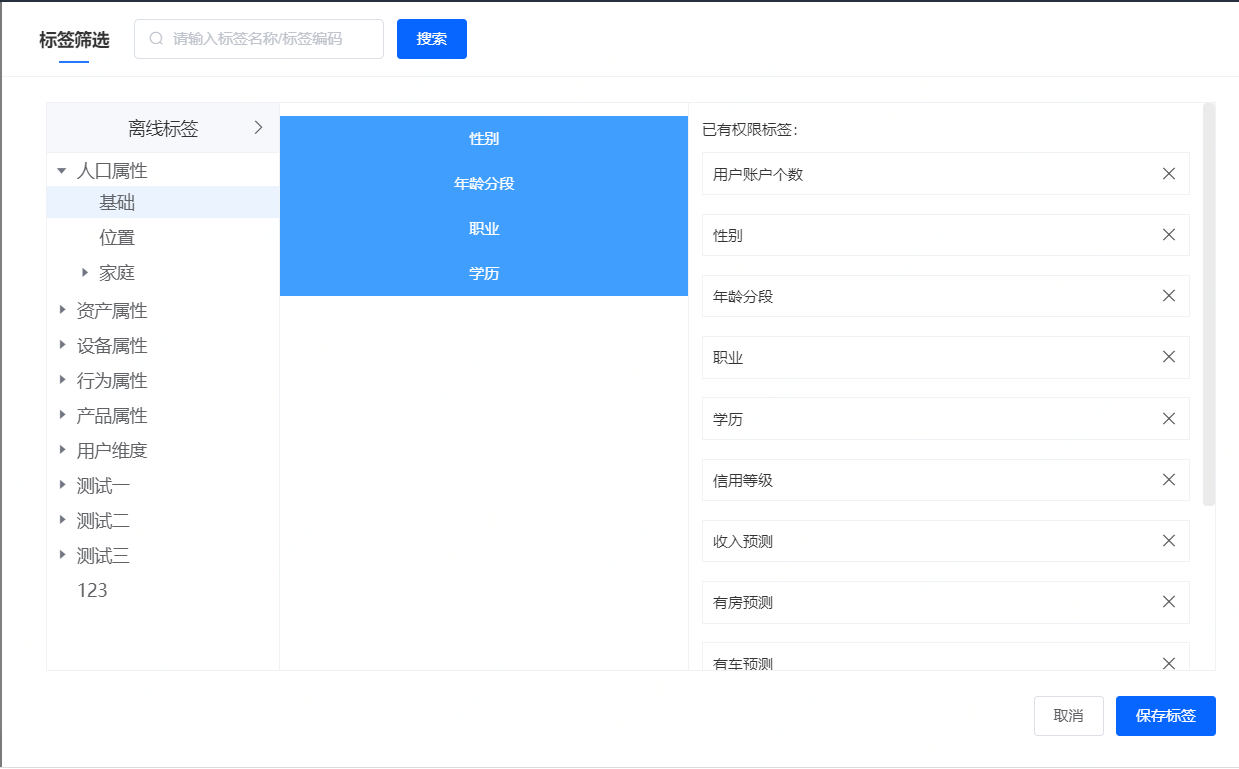 标签筛选
请输入标签名称/标签编码
搜索
离线标签
人口属性
基础
位置
家庭
资产属性
设备属性
行为属性
产品属性
用户维度
测试一
测试二
测试三
123
性别
年龄分段
职业
学历
已有权限标签：
用户账户个数
性别
年龄分段
职业
学历
信用等级
收入预测
有房预测
有车预测
取消
保存标签